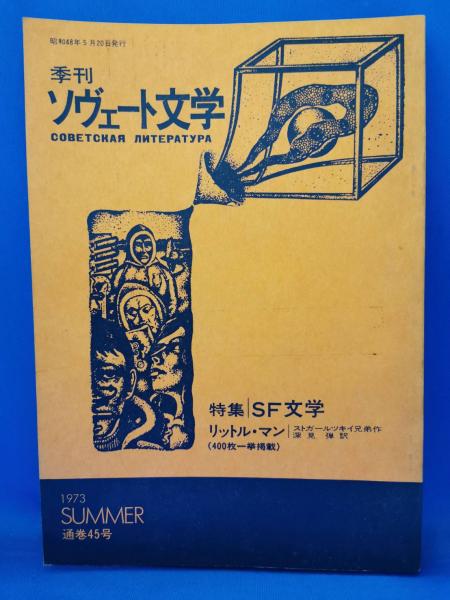 昭和48年5月20日発行
季刊
ソヴェート文学
СОВЕТСКАЯ ЛИТЕРАТУРА
特集 SF文学
リットル・マン ストガールツキイ兄弟作
深見 弾訳
(400枚一挙掲載)
1973
SUMMER
通巻45号